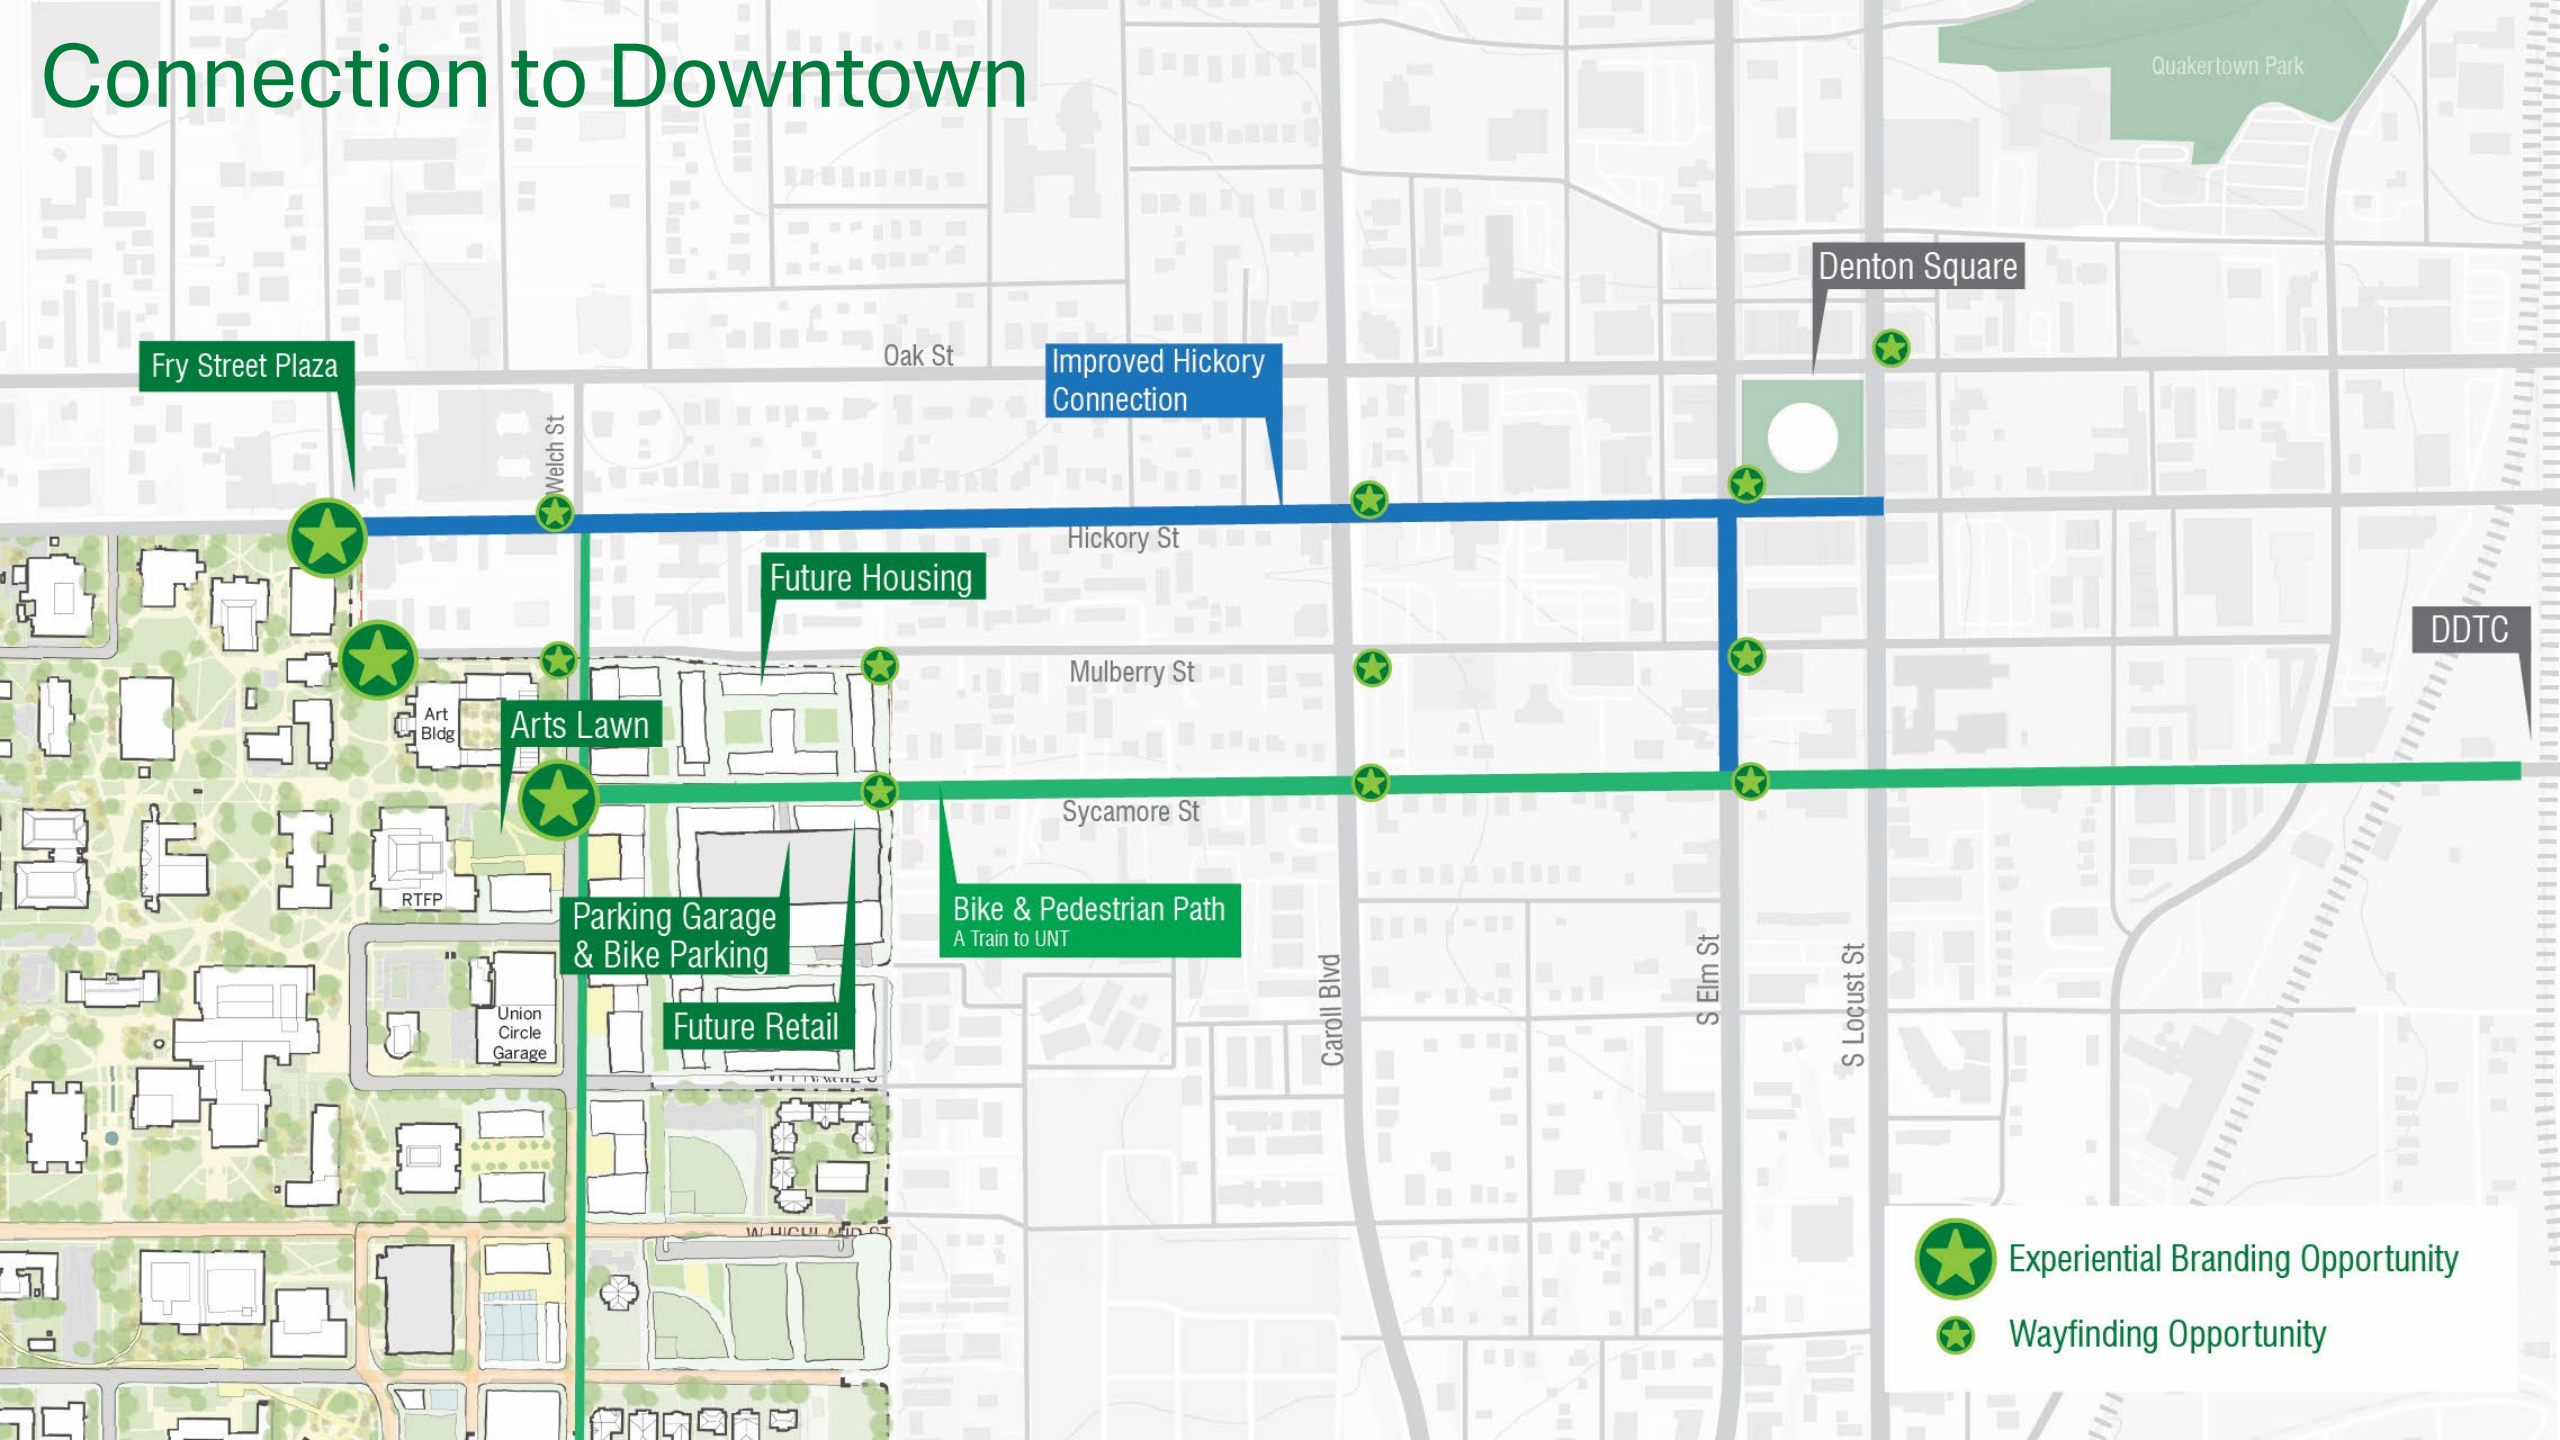 Connection to Downtown
Quakertown Park
Denton Square
Fry Street Plaza
Oak St
Improved Hickory
Connection
Welch St
Hickory St
Future Housing
DDTC
Mulberry St
Art
Bldg
Arts Lawn
Sycamore St
RTFP
Parking Garage
& Bike Parking
Bike & Pedestrian Path
A Train to UNT
Caroll Blvd
S Elm St
S Locust St
Union
Circle
Garage
Future Retail
W HIGHLAND ST
Experiential Branding Opportunity
Wayfinding Opportunity